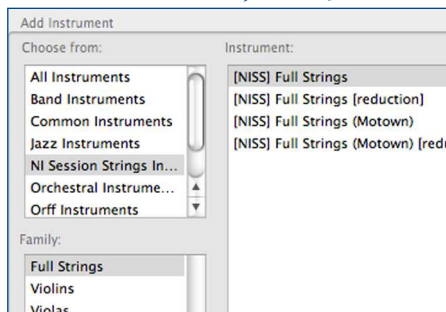 Add Instrument
Choose from:
All Instruments
Band Instruments
Common Instruments
Jazz Instruments
NI Session Strings In...
Orchestral Instrume...
Orff Instruments
Family:
Full Strings
Violins
Violas
Instrument:
[NISS] Full Strings
[NISS] Full Strings [reduction]
[NISS] Full Strings (Motown)
[NISS] Full Strings (Motown) [redu